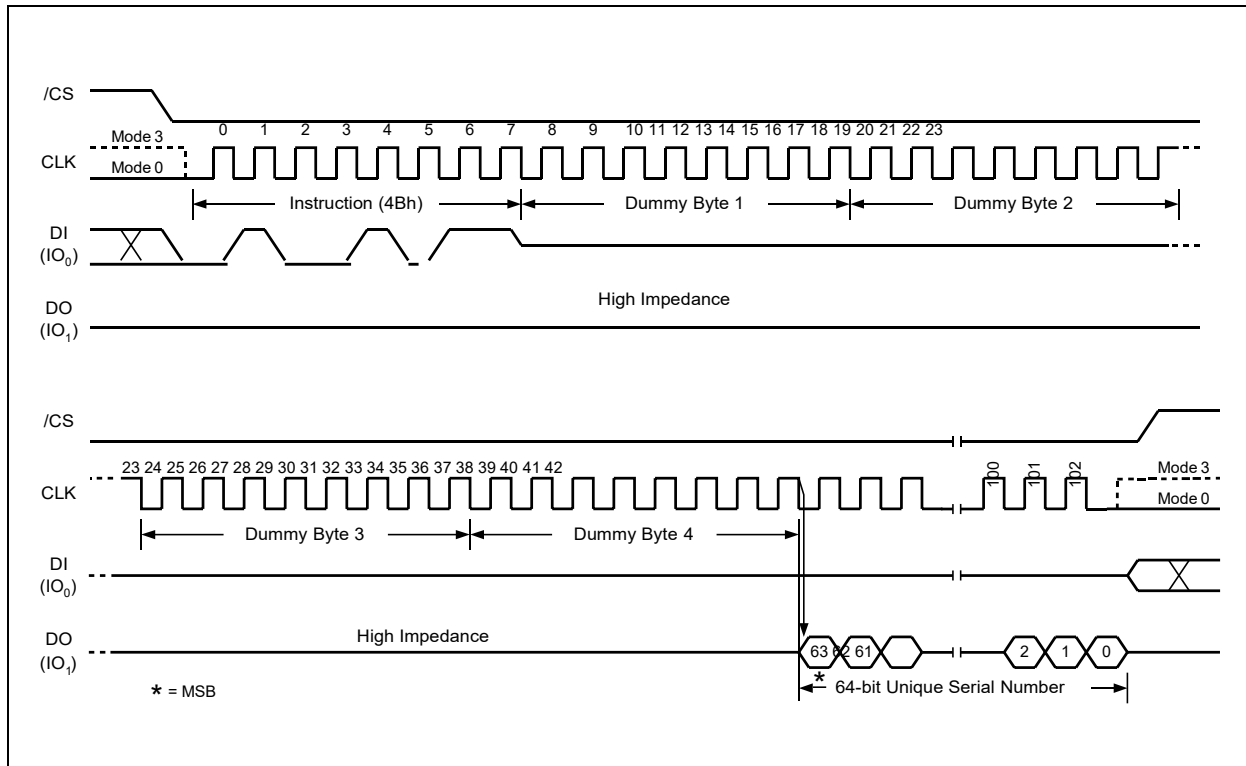 /CS
0 1 2 3 4 5 6 7 8 9 10 11 12 13 14 15 16 17 18 19 20 21 22 23
Mode 3
CLK
Mode 0
Instruction (4Bh) Dummy Byte 1 Dummy Byte 2
DI
(IO0)
High Impedance
DO
(IO1)
/CS
23 24 25 26 27 28 29 30 31 32 33 34 35 36 37 38 39 40 41 42
100 101 102
Mode 3
CLK
Mode 0
Dummy Byte 3 Dummy Byte 4
DI
(IO0)
DO
(IO1)
High Impedance
63 62 61 2 1 0
* = MSB
* 64-bit Unique Serial Number